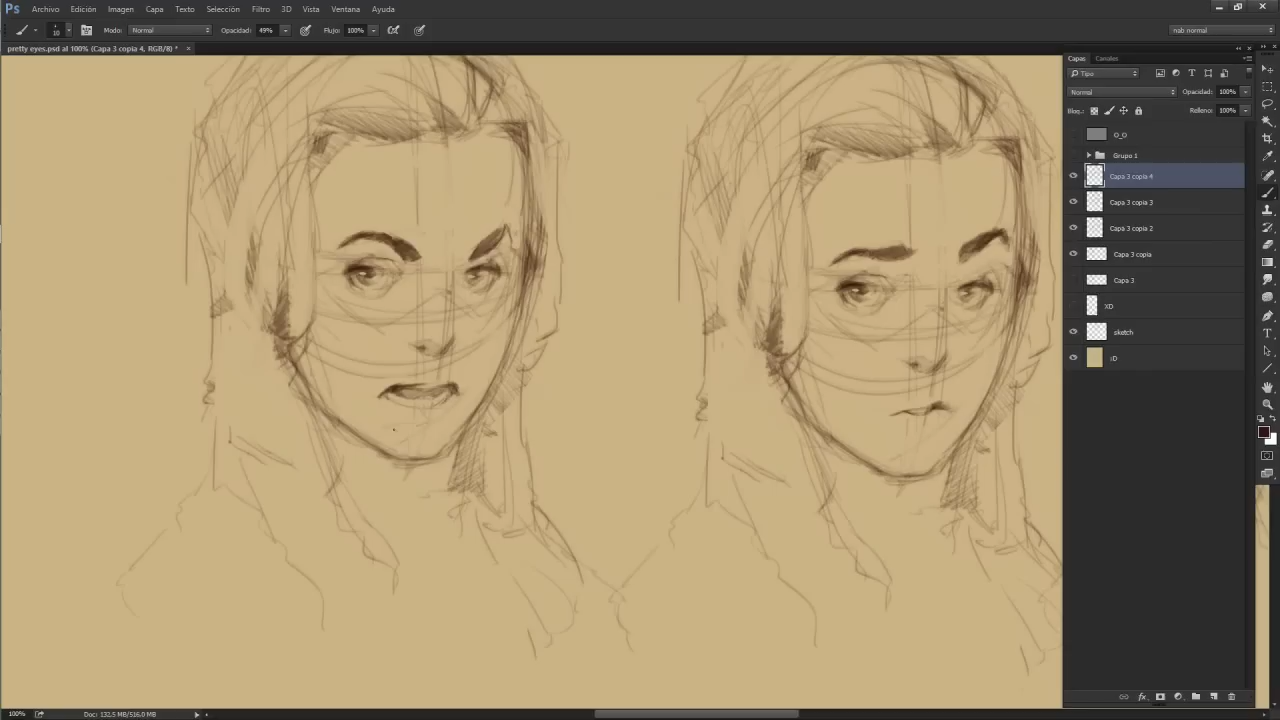 Ps Archivo Edición Imagen Capa Texto Selección Filtro 3D Vista Ventana Ayuda
10 Modo: Normal Opacidad: 49% Flujo: 100% nab normal
pretty eyes.psd al 100% (Capa 3 copia 4, RGB/8) * ×
Capas Canales
Tipo T
Normal Opacidad: 100%
Bloq.: Relleno: 100%
O_O
Grupo 1
Capa 3 copia 4
Capa 3 copia 3
Capa 3 copia 2
Capa 3 copia
Capa 3
XD
sketch
:D
fx
100% Doc: 132,5 MB/516,0 MB